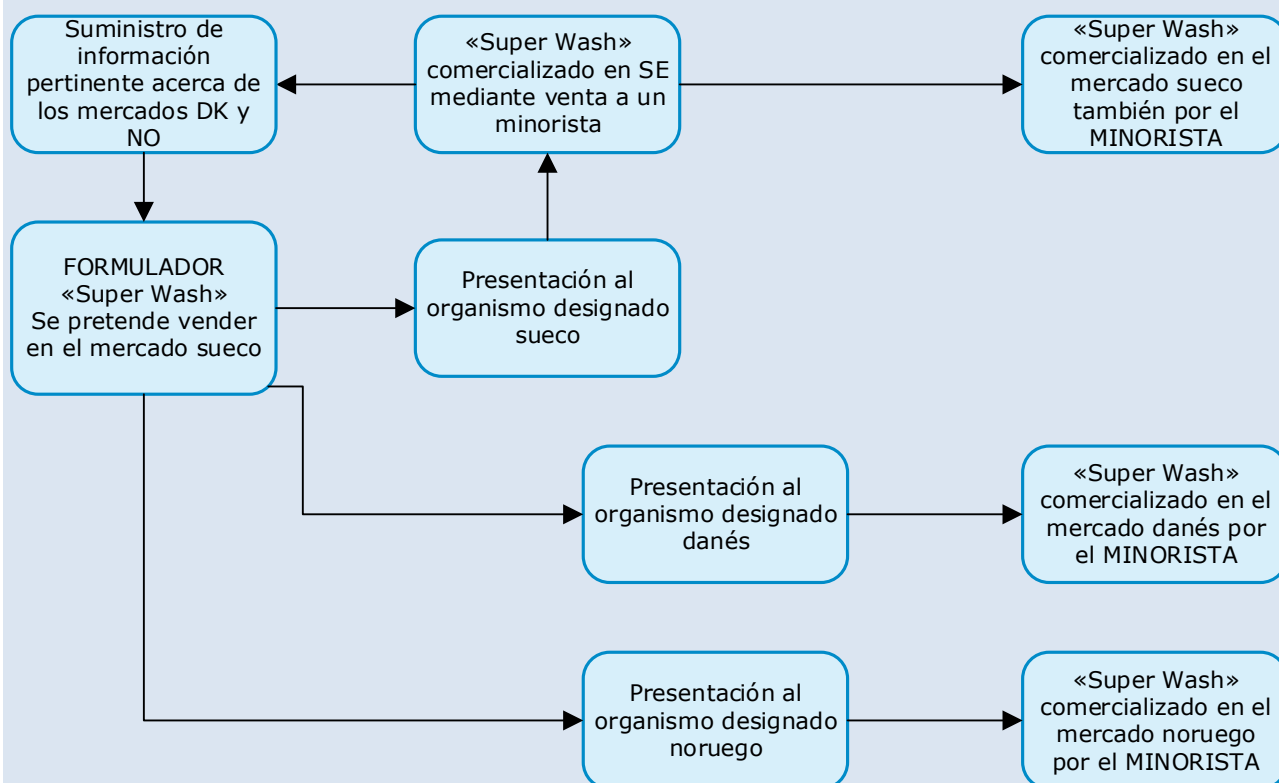 Suministro de
información
pertinente acerca de
los mercados DK y
NO
«Super Wash»
comercializado en SE
mediante venta a un
minorista
«Super Wash»
comercializado en el
mercado sueco
también por el
MINORISTA
FORMULADOR
«Super Wash»
Se pretende vender
en el mercado sueco
Presentación al
organismo designado
sueco
Presentación al
organismo designado
danés
«Super Wash»
comercializado en el
mercado danés por
el MINORISTA
Presentación al
organismo designado
noruego
«Super Wash»
comercializado en el
mercado noruego
por el MINORISTA